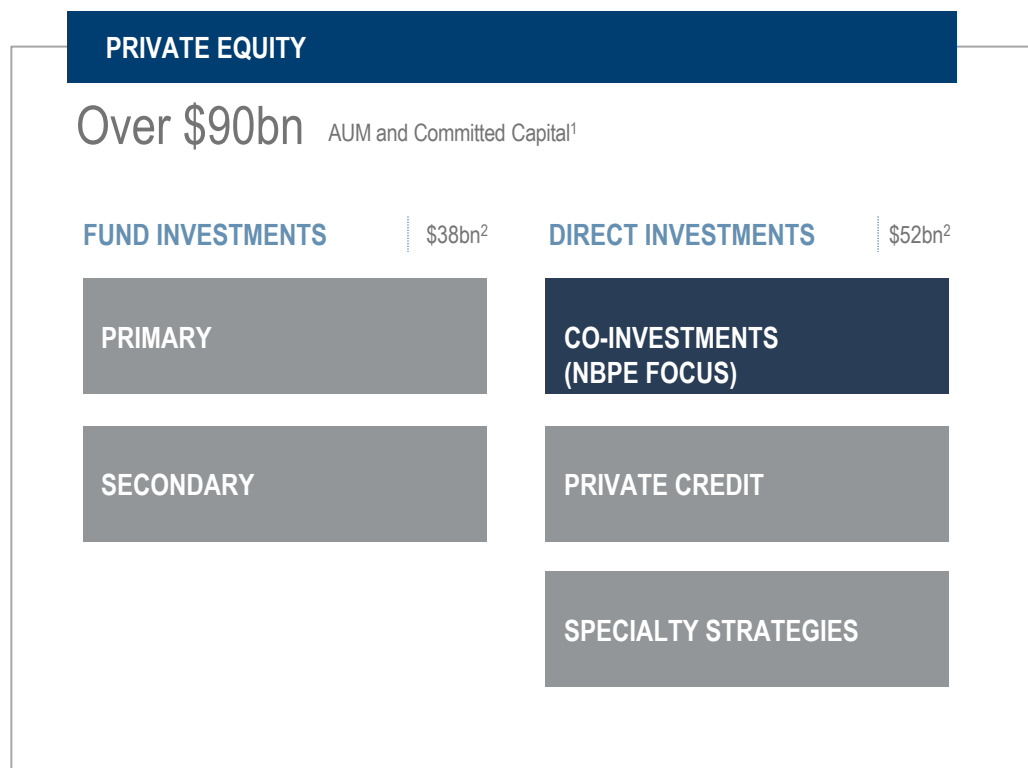 PRIVATE EQUITY
Over $90bn AUM and Committed Capital¹
FUND INVESTMENTS $38bn²
DIRECT INVESTMENTS $52bn²
PRIMARY
CO-INVESTMENTS
(NBPE FOCUS)
SECONDARY
PRIVATE CREDIT
SPECIALTY STRATEGIES